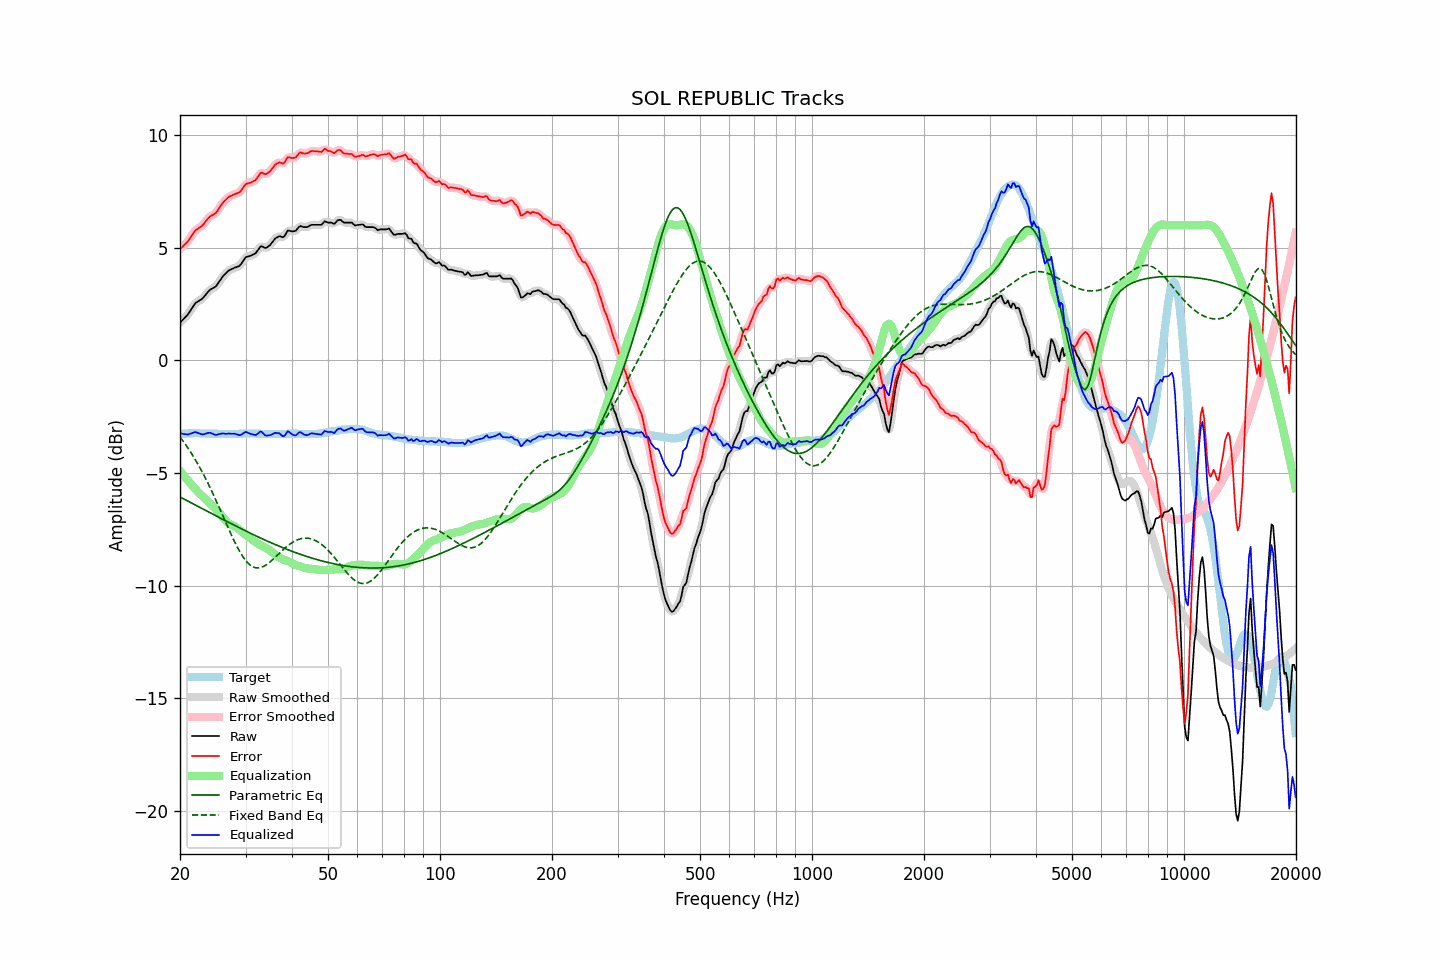 SOL REPUBLIC Tracks
10
5
0
−5
−10
−15
−20
Amplitude (dBr)
Target
Raw Smoothed
Error Smoothed
Raw
Error
Equalization
Parametric Eq
Fixed Band Eq
Equalized
20 50 100 200 500 1000 2000 5000 10000 20000
Frequency (Hz)